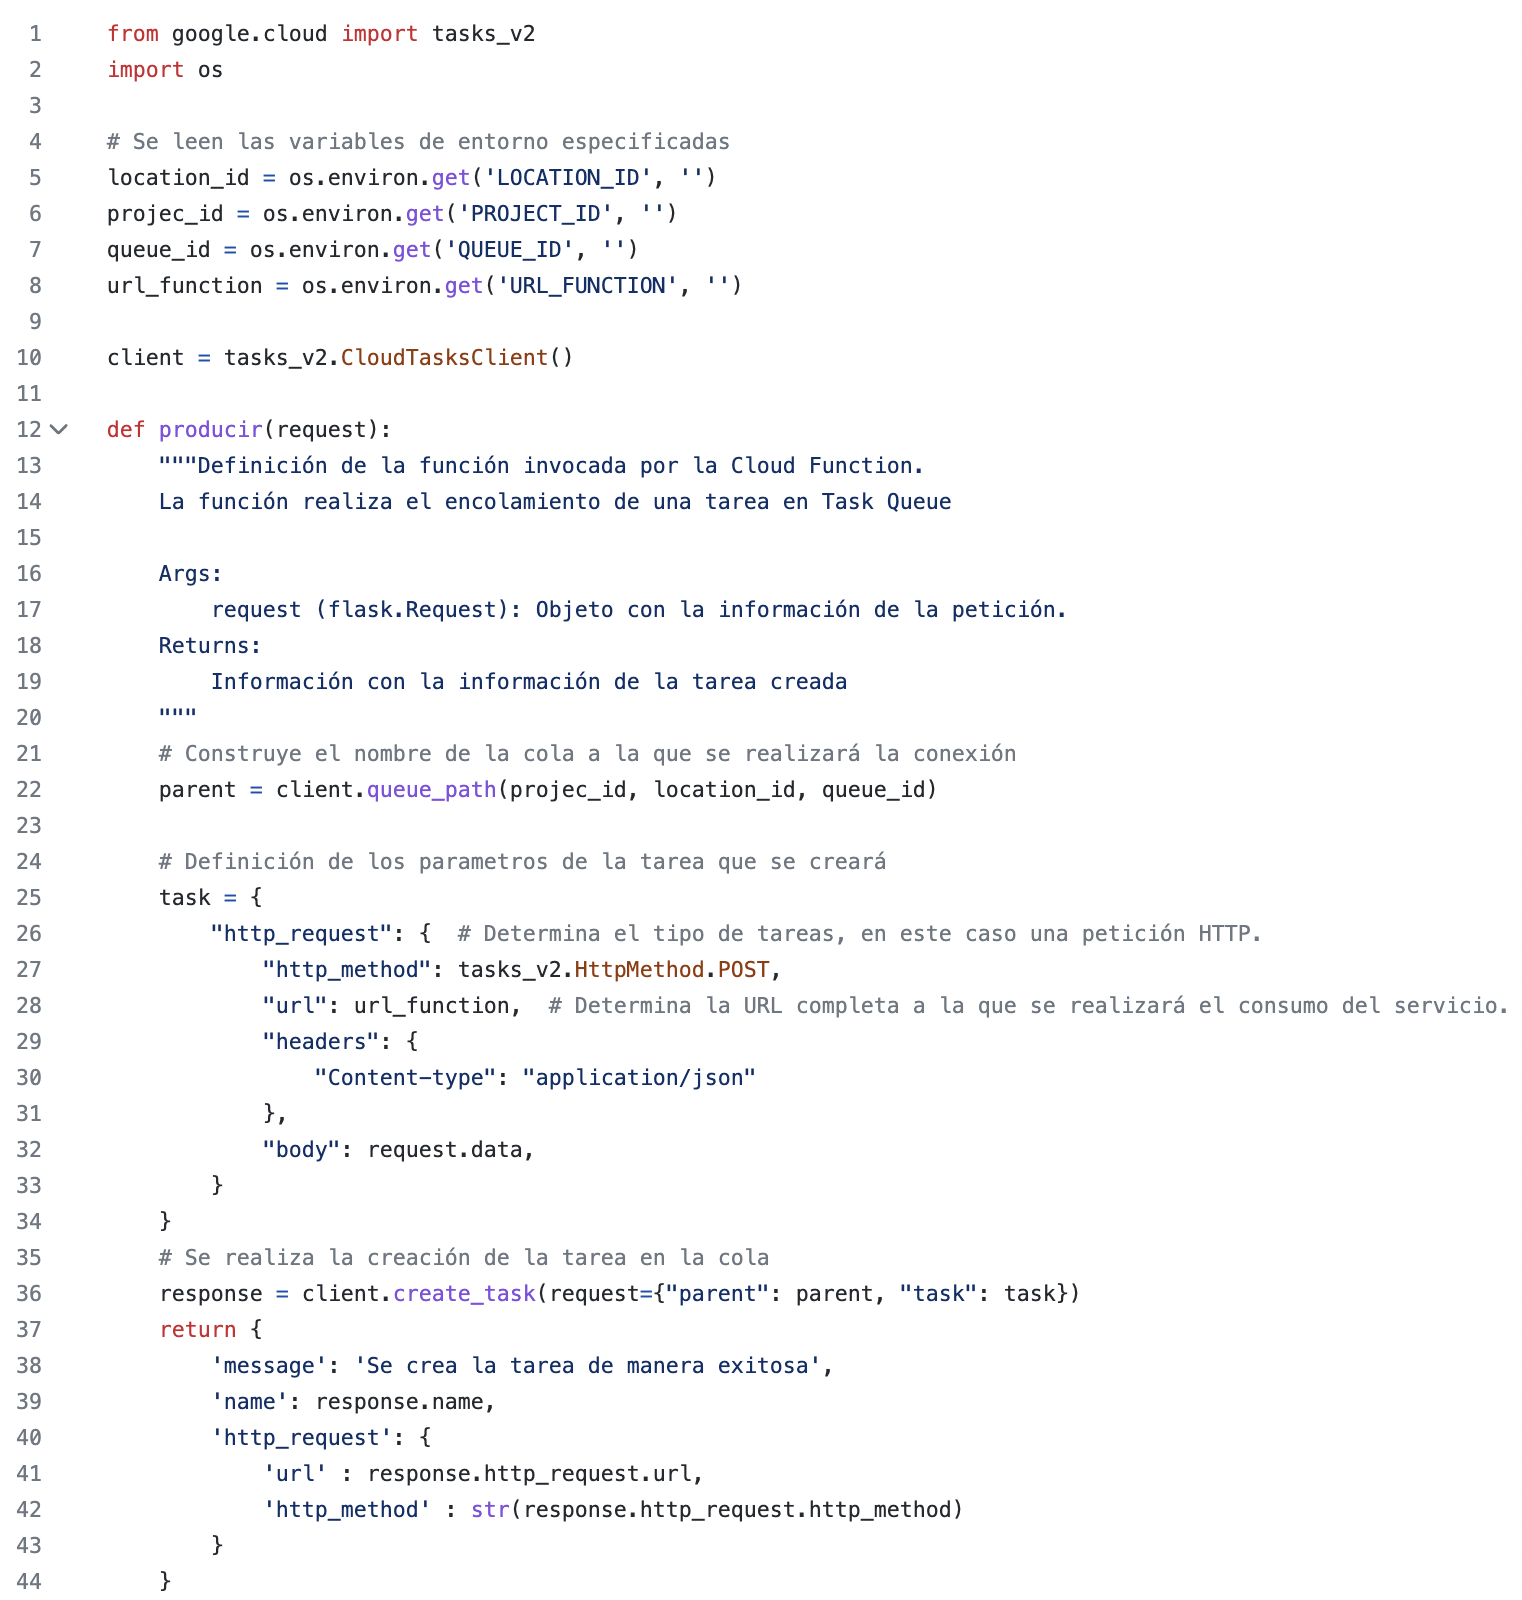 1 from google.cloud import tasks_v2
2 import os
3
4 # Se leen las variables de entorno especificadas
5 location_id = os.environ.get('LOCATION_ID', '')
6 projec_id = os.environ.get('PROJECT_ID', '')
7 queue_id = os.environ.get('QUEUE_ID', '')
8 url_function = os.environ.get('URL_FUNCTION', '')
9
10 client = tasks_v2.CloudTasksClient()
11
12 def producir(request):
13     """Definición de la función invocada por la Cloud Function.
14     La función realiza el encolamiento de una tarea en Task Queue
15
16     Args:
17         request (flask.Request): Objeto con la información de la petición.
18     Returns:
19         Información con la información de la tarea creada
20     """
21     # Construye el nombre de la cola a la que se realizará la conexión
22     parent = client.queue_path(projec_id, location_id, queue_id)
23
24     # Definición de los parametros de la tarea que se creará
25     task = {
26         "http_request": {  # Determina el tipo de tareas, en este caso una petición HTTP.
27             "http_method": tasks_v2.HttpMethod.POST,
28             "url": url_function,  # Determina la URL completa a la que se realizará el consumo del servicio.
29             "headers": {
30                 "Content-type": "application/json"
31             },
32             "body": request.data,
33         }
34     }
35     # Se realiza la creación de la tarea en la cola
36     response = client.create_task(request={"parent": parent, "task": task})
37     return {
38         'message': 'Se crea la tarea de manera exitosa',
39         'name': response.name,
40         'http_request': {
41             'url' : response.http_request.url,
42             'http_method' : str(response.http_request.http_method)
43         }
44     }